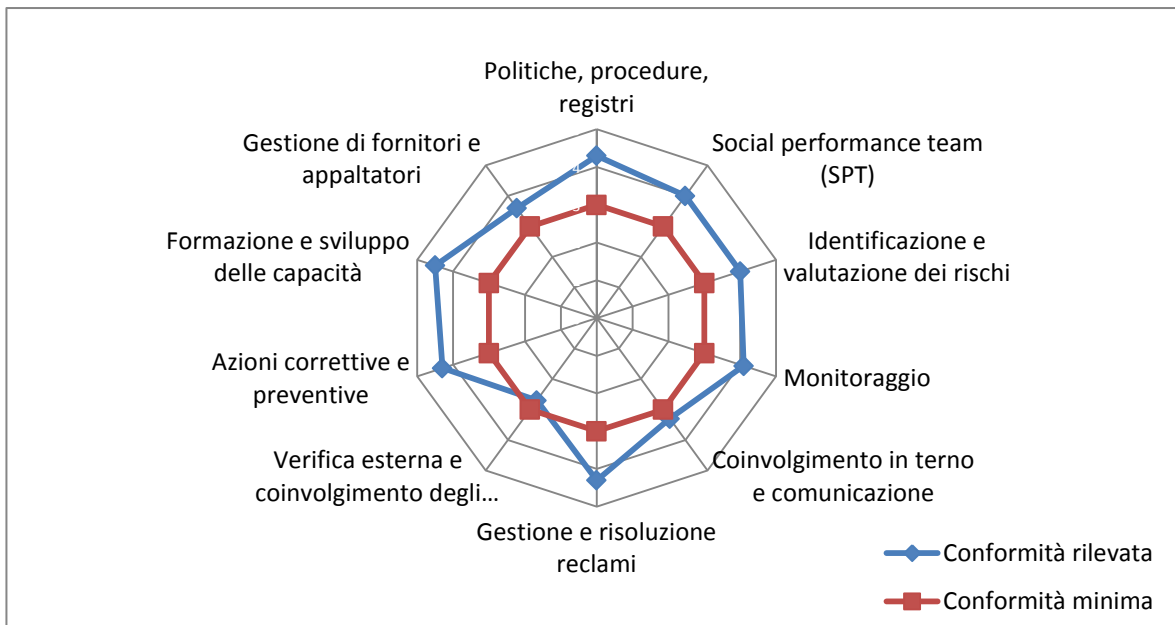 Politiche, procedure,
registri
Social performance team
(SPT)
Identificazione e
valutazione dei rischi
Monitoraggio
Coinvolgimento in terno
e comunicazione
Gestione e risoluzione
reclami
Verifica esterna e
coinvolgimento degli...
Azioni correttive e
preventive
Formazione e sviluppo
delle capacità
Gestione di fornitori e
appaltatori
4
Conformità rilevata
Conformità minima